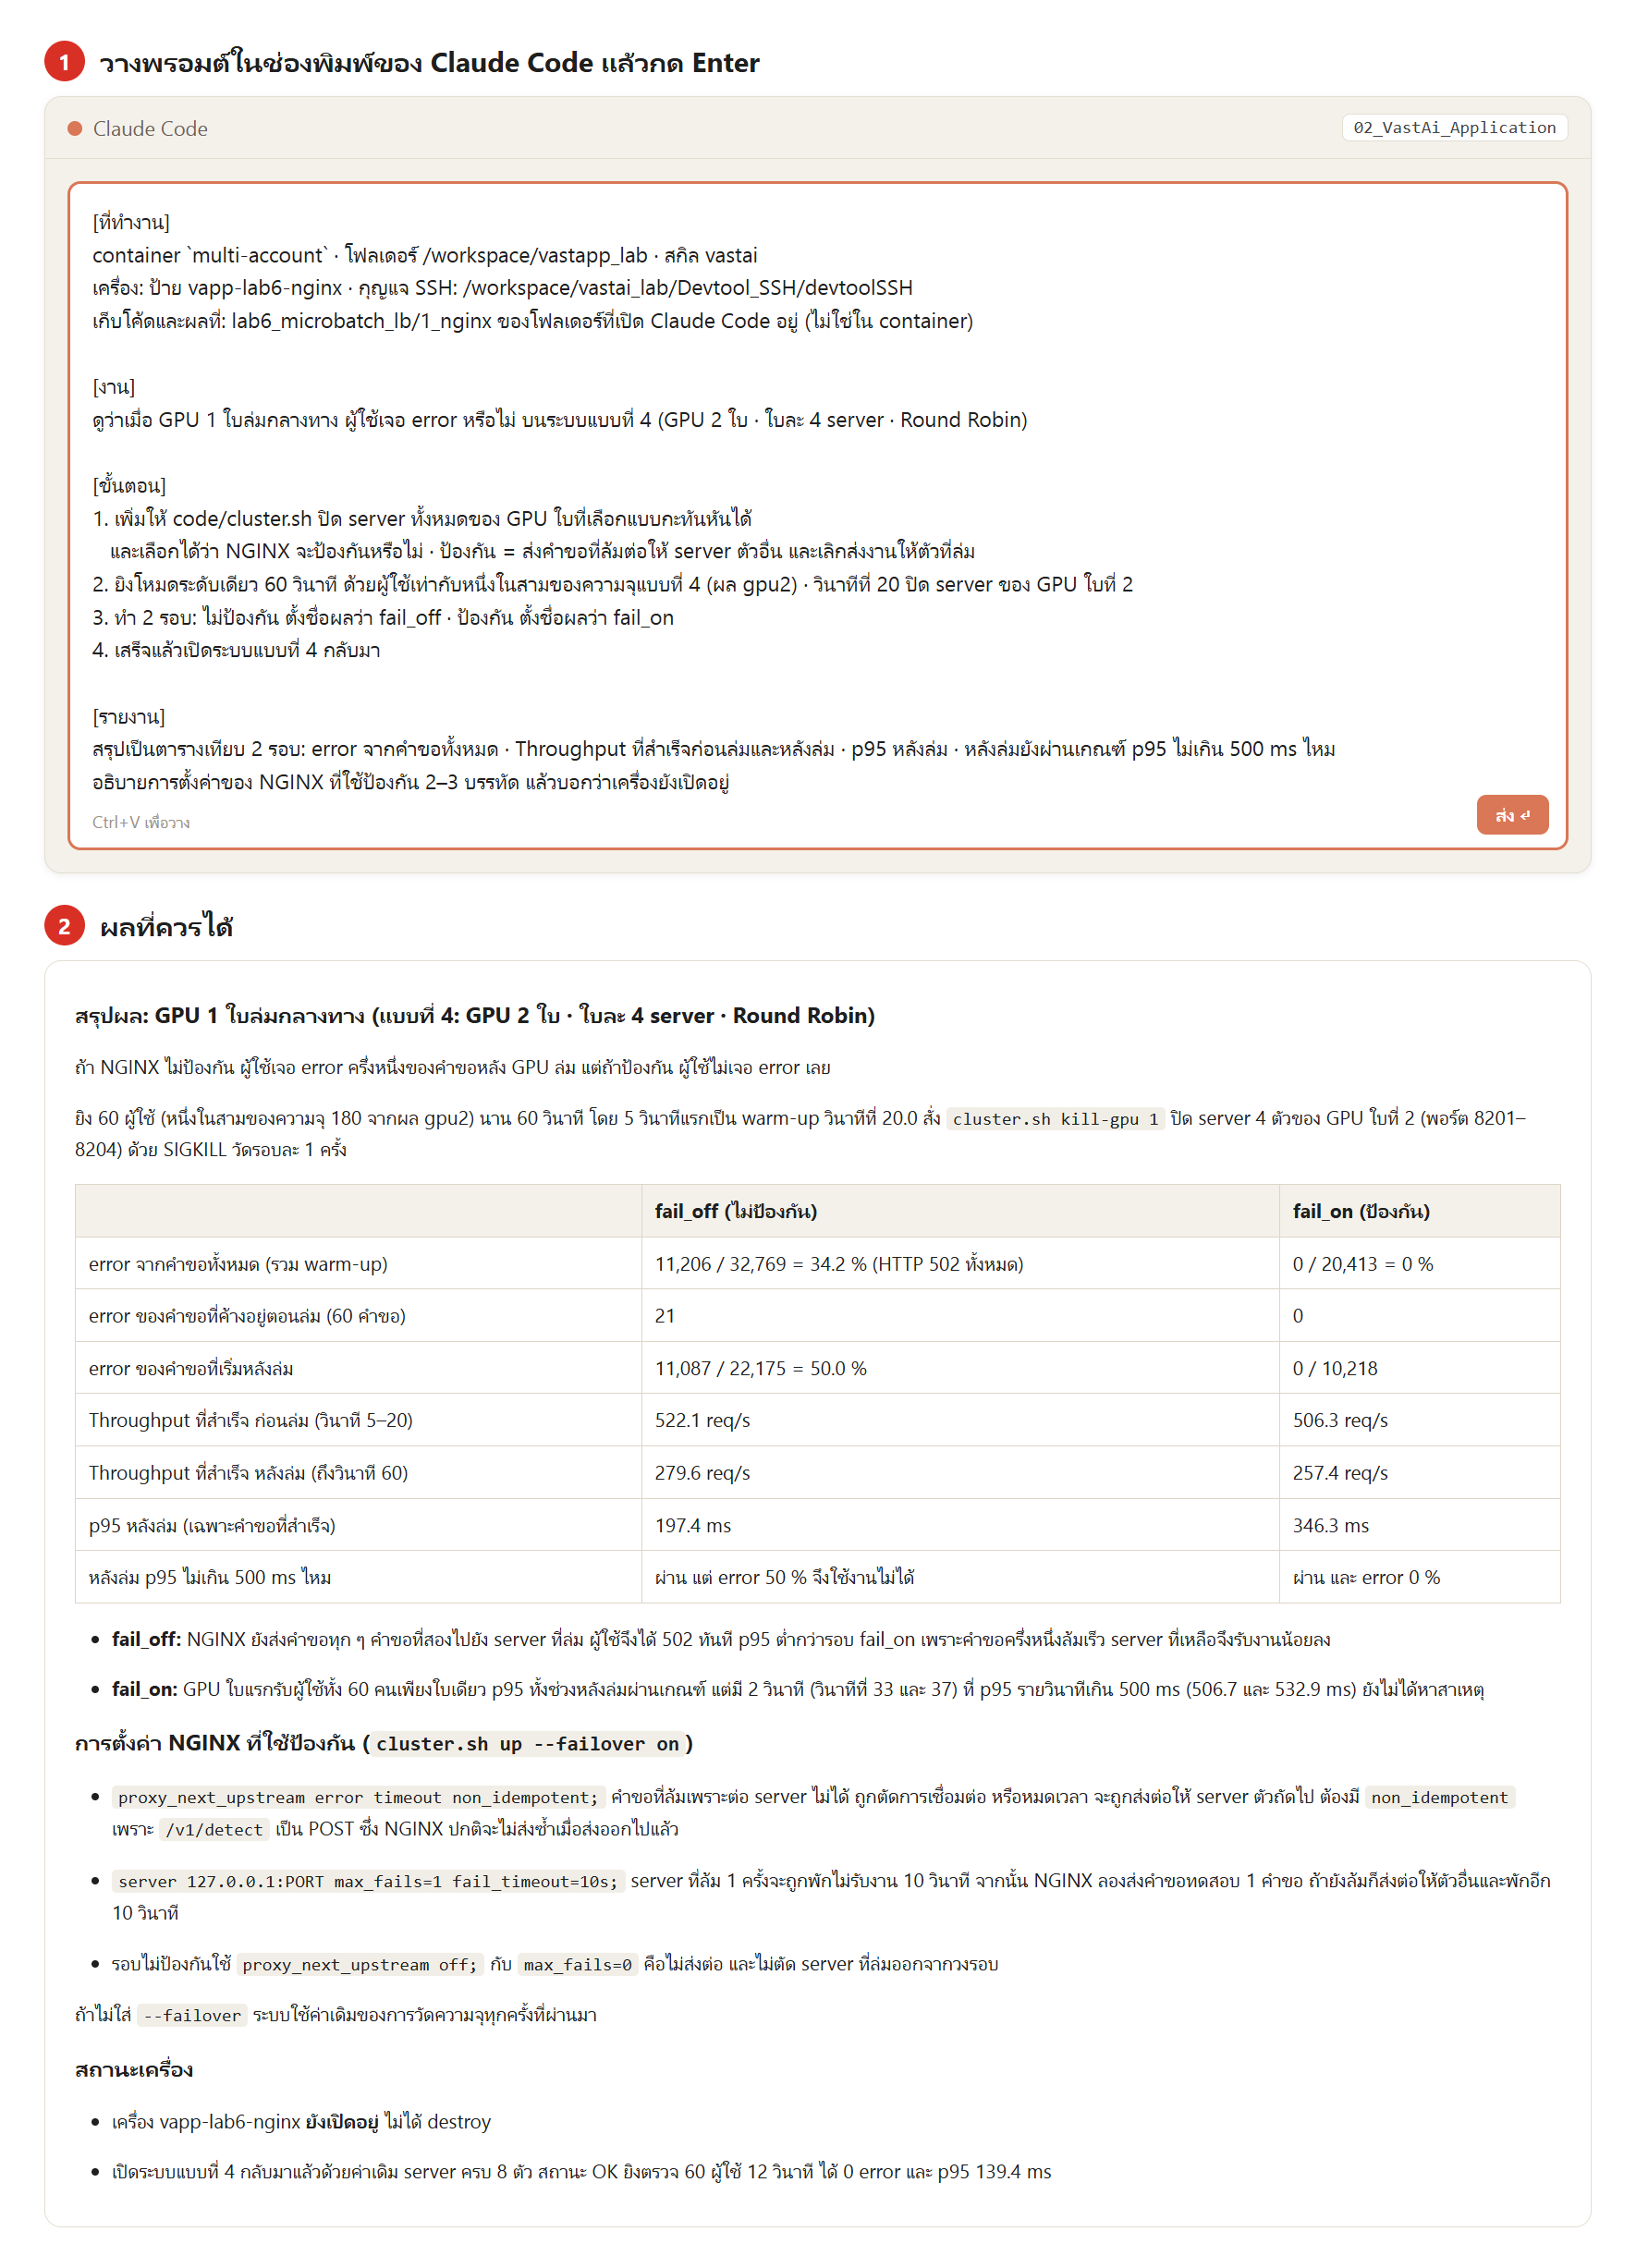 1 วางพรอมต์ในช่องพิมพ์ของ Claude Code แล้วกด Enter
Claude Code
02_VastAi_Application
[ที่ทำงาน]
container `multi-account` · โฟลเดอร์ /workspace/vastapp_lab · สกิล vastai
เครื่อง: ป้าย vapp-lab6-nginx · กุญแจ SSH: /workspace/vastai_lab/Devtool_SSH/devtoolSSH
เก็บโค้ดและผลที่: lab6_microbatch_lb/1_nginx ของโฟลเดอร์ที่เปิด Claude Code อยู่ (ไม่ใช่ใน container)
[งาน]
ดูว่าเมื่อ GPU 1 ใบล่มกลางทาง ผู้ใช้เจอ error หรือไม่ บนระบบแบบที่ 4 (GPU 2 ใบ · ใบละ 4 server · Round Robin)
[ขั้นตอน]
1. เพิ่มให้ code/cluster.sh ปิด server ทั้งหมดของ GPU ใบที่เลือกแบบกะทันหันได้
และเลือกได้ว่า NGINX จะป้องกันหรือไม่ · ป้องกัน = ส่งคำขอที่ล้มต่อให้ server ตัวอื่น และเลิกส่งงานให้ตัวที่ล่ม
2. ยิงโหมดระดับเดียว 60 วินาที ด้วยผู้ใช้เท่ากับหนึ่งในสามของความจุแบบที่ 4 (ผล gpu2) · วินาทีที่ 20 ปิด server ของ GPU ใบที่ 2
3. ทำ 2 รอบ: ไม่ป้องกัน ตั้งชื่อผลว่า fail_off · ป้องกัน ตั้งชื่อผลว่า fail_on
4. เสร็จแล้วเปิดระบบแบบที่ 4 กลับมา
[รายงาน]
สรุปเป็นตารางเทียบ 2 รอบ: error จากคำขอทั้งหมด · Throughput ที่สำเร็จก่อนล่มและหลังล่ม · p95 หลังล่ม · หลังล่มยังผ่านเกณฑ์ p95 ไม่เกิน 500 ms ไหม
อธิบายการตั้งค่าของ NGINX ที่ใช้ป้องกัน 2–3 บรรทัด แล้วบอกว่าเครื่องยังเปิดอยู่
Ctrl+V เพื่อวาง
ส่ง ↵
2 ผลที่ควรได้
สรุปผล: GPU 1 ใบล่มกลางทาง (แบบที่ 4: GPU 2 ใบ · ใบละ 4 server · Round Robin)
ถ้า NGINX ไม่ป้องกัน ผู้ใช้เจอ error ครึ่งหนึ่งของคำขอหลัง GPU ล่ม แต่ถ้าป้องกัน ผู้ใช้ไม่เจอ error เลย
ยิง 60 ผู้ใช้ (หนึ่งในสามของความจุ 180 จากผล gpu2) นาน 60 วินาที โดย 5 วินาทีแรกเป็น warm-up วินาทีที่ 20.0 สั่ง cluster.sh kill-gpu 1 ปิด server 4 ตัวของ GPU ใบที่ 2 (พอร์ต 8201–
8204) ด้วย SIGKILL วัดรอบละ 1 ครั้ง
fail_off (ไม่ป้องกัน) fail_on (ป้องกัน)
error จากคำขอทั้งหมด (รวม warm-up) 11,206 / 32,769 = 34.2 % (HTTP 502 ทั้งหมด) 0 / 20,413 = 0 %
error ของคำขอที่ค้างอยู่ตอนล่ม (60 คำขอ) 21 0
error ของคำขอที่เริ่มหลังล่ม 11,087 / 22,175 = 50.0 % 0 / 10,218
Throughput ที่สำเร็จ ก่อนล่ม (วินาที 5–20) 522.1 req/s 506.3 req/s
Throughput ที่สำเร็จ หลังล่ม (ถึงวินาที 60) 279.6 req/s 257.4 req/s
p95 หลังล่ม (เฉพาะคำขอที่สำเร็จ) 197.4 ms 346.3 ms
หลังล่ม p95 ไม่เกิน 500 ms ไหม ผ่าน แต่ error 50 % จึงใช้งานไม่ได้ ผ่าน และ error 0 %
• fail_off: NGINX ยังส่งคำขอทุก ๆ คำขอที่สองไปยัง server ที่ล่ม ผู้ใช้จึงได้ 502 ทันที p95 ต่ำกว่ารอบ fail_on เพราะคำขอครึ่งหนึ่งล้มเร็ว server ที่เหลือจึงรับงานน้อยลง
• fail_on: GPU ใบแรกรับผู้ใช้ทั้ง 60 คนเพียงใบเดียว p95 ทั้งช่วงหลังล่มผ่านเกณฑ์ แต่มี 2 วินาที (วินาทีที่ 33 และ 37) ที่ p95 รายวินาทีเกิน 500 ms (506.7 และ 532.9 ms) ยังไม่ได้หาสาเหตุ
การตั้งค่า NGINX ที่ใช้ป้องกัน (cluster.sh up --failover on)
• proxy_next_upstream error timeout non_idempotent; คำขอที่ล้มเพราะต่อ server ไม่ได้ ถูกตัดการเชื่อมต่อ หรือหมดเวลา จะถูกส่งต่อให้ server ตัวถัดไป ต้องมี non_idempotent
เพราะ /v1/detect เป็น POST ซึ่ง NGINX ปกติจะไม่ส่งซ้ำเมื่อส่งออกไปแล้ว
• server 127.0.0.1:PORT max_fails=1 fail_timeout=10s; server ที่ล้ม 1 ครั้งจะถูกพักไม่รับงาน 10 วินาที จากนั้น NGINX ลองส่งคำขอทดสอบ 1 คำขอ ถ้ายังล้มก็ส่งต่อให้ตัวอื่นและพักอีก
10 วินาที
• รอบไม่ป้องกันใช้ proxy_next_upstream off; กับ max_fails=0 คือไม่ส่งต่อ และไม่ตัด server ที่ล่มออกจากวงรอบ
ถ้าไม่ใส่ --failover ระบบใช้ค่าเดิมของการวัดความจุทุกครั้งที่ผ่านมา
สถานะเครื่อง
• เครื่อง vapp-lab6-nginx ยังเปิดอยู่ ไม่ได้ destroy
• เปิดระบบแบบที่ 4 กลับมาแล้วด้วยค่าเดิม server ครบ 8 ตัว สถานะ OK ยิงตรวจ 60 ผู้ใช้ 12 วินาที ได้ 0 error และ p95 139.4 ms